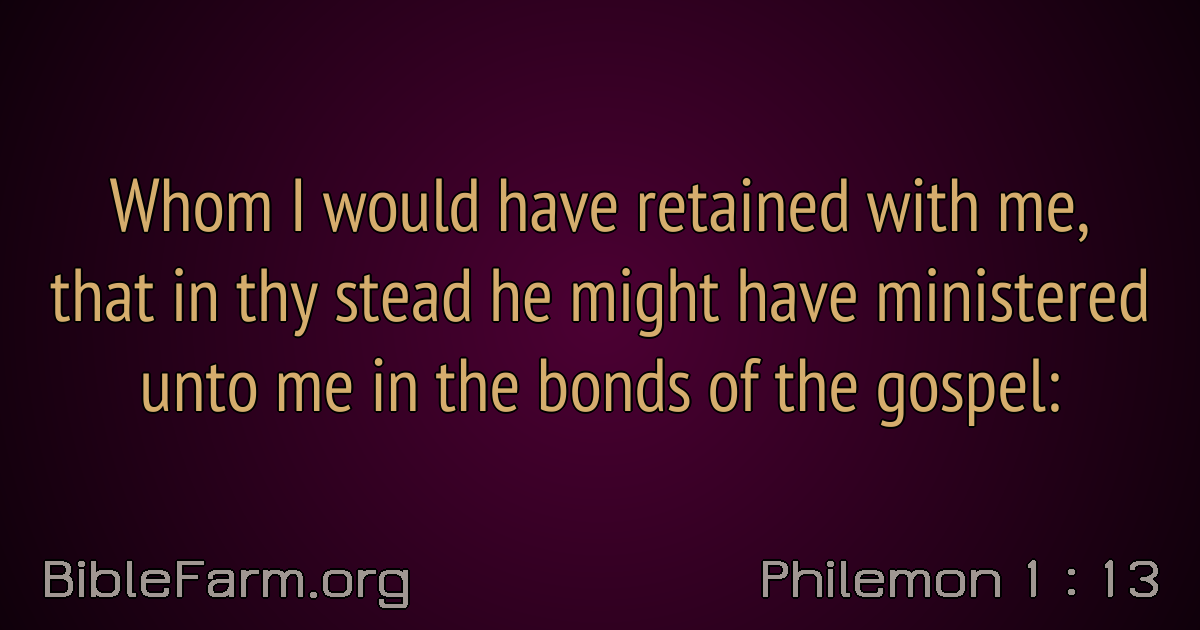 Whom I would have retained with me,
that in thy stead he might have ministered
unto me in the bonds of the gospel:
BibleFarm.org
Philemon 1 : 13